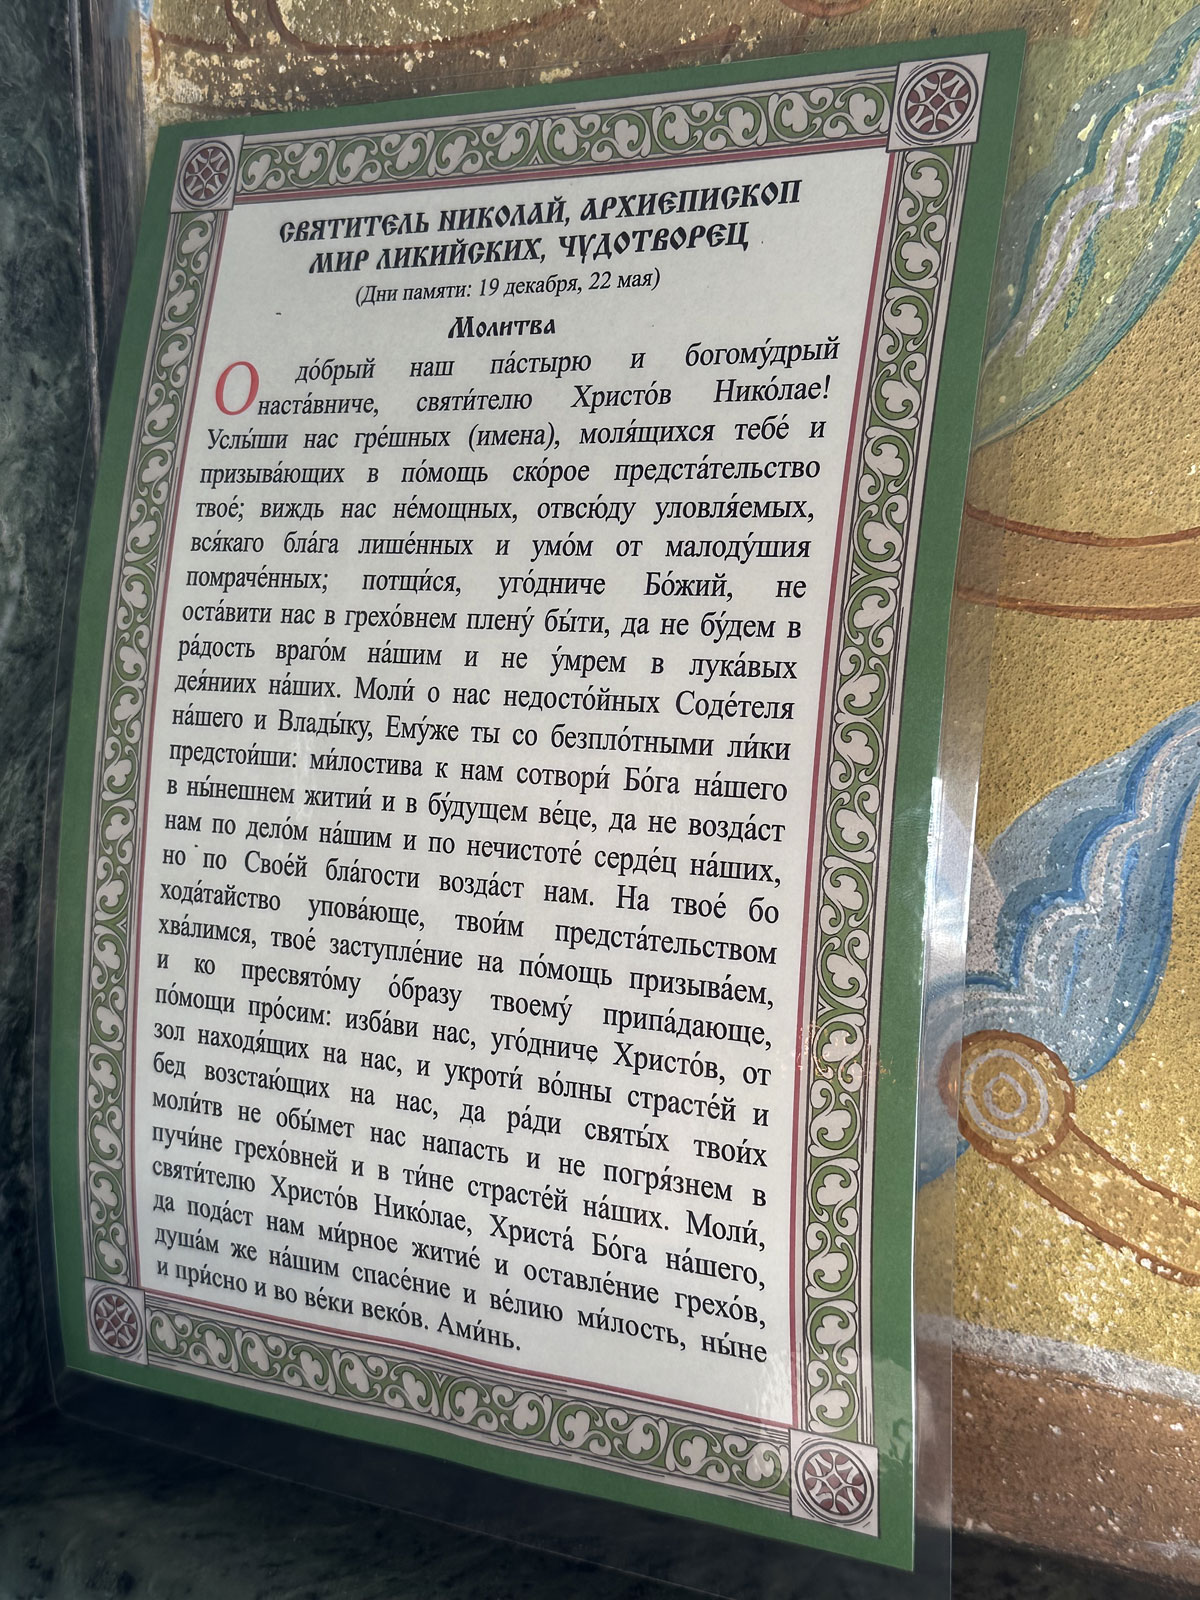 СВЯТИТЕЛЬ НИКОЛАЙ, АРХИЕПИСКОП
МИР ЛИКИЙСКИХ, ЧУДОТВОРЕЦ
(Дни памяти: 19 декабря, 22 мая)
Молитва
О до́брый наш па́стырю и богому́дрый
наста́вниче, святи́телю Христо́в Нико́лае!
Услы́ши нас гре́шных (имена), моля́щихся тебе́ и
призыва́ющих в по́мощь ско́рое предста́тельство
твое́; виждь нас не́мощных, отвсю́ду уловля́емых,
вся́каго бла́га лише́нных и умо́м от малоду́шия
помраче́нных; потщи́ся, уго́дниче Бо́жий, не
оста́вити нас в грехо́внем плену́ бы́ти, да не бу́дем в
ра́дость враго́м на́шим и не у́мрем в лука́вых
дея́ниих на́ших. Моли́ о нас недосто́йных Соде́теля
на́шего и Влады́ку, Ему́же ты со безпло́тными ли́ки
предстои́ши: ми́лостива к нам сотвори́ Бо́га на́шего
в ны́нешнем житии́ и в бу́дущем ве́це, да не возда́ст
нам по дело́м на́шим и по нечистоте́ серде́ц на́ших,
но по Свое́й бла́гости возда́ст нам. На твое́ бо
хода́тайство упова́юще, твои́м предста́тельством
хва́лимся, твое́ заступле́ние на по́мощь призыва́ем,
и ко пресвято́му о́бразу твоему́ припа́дающе,
по́мощи про́сим: изба́ви нас, уго́дниче Христо́в, от
зол находя́щих на нас, и укроти́ во́лны страсте́й и
бед возстаю́щих на нас, да ра́ди святы́х твои́х
моли́тв не обы́мет нас напасть и не погря́знем в
пучи́не грехо́вней и в ти́не страсте́й на́ших. Моли́,
святи́телю Христо́в Нико́лае, Христа́ Бо́га на́шего,
да пода́ст нам ми́рное житие́ и оставле́ние грехо́в,
душа́м же на́шим спасе́ние и ве́лию ми́лость, ны́не
и при́сно и во ве́ки веко́в. Ами́нь.